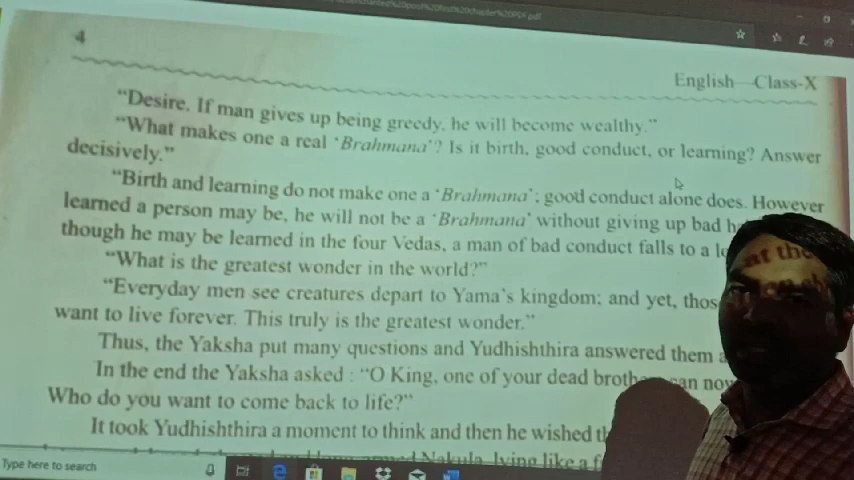 4
English—Class-X
“Desire. If man gives up being greedy, he will become wealthy.”
“What makes one a real ‘Brahmana’? Is it birth, good conduct, or learning? Answer
decisively.”
“Birth and learning do not make one a ‘Brahmana’; good conduct alone does. However
learned a person may be, he will not be a ‘Brahmana’ without giving up bad
though he may be learned in the four Vedas, a man of bad conduct falls to a
“What is the greatest wonder in the world?”
“Everyday men see creatures depart to Yama's kingdom; and yet,
want to live forever. This truly is the greatest wonder.”
Thus, the Yaksha put many questions and Yudhishthira answered them
In the end the Yaksha asked : “O King, one of your dead can
Who do you want to come back to life?”
It took Yudhishthira a moment to think and then he wished
Nakula, lying like a
Type here to search
at the